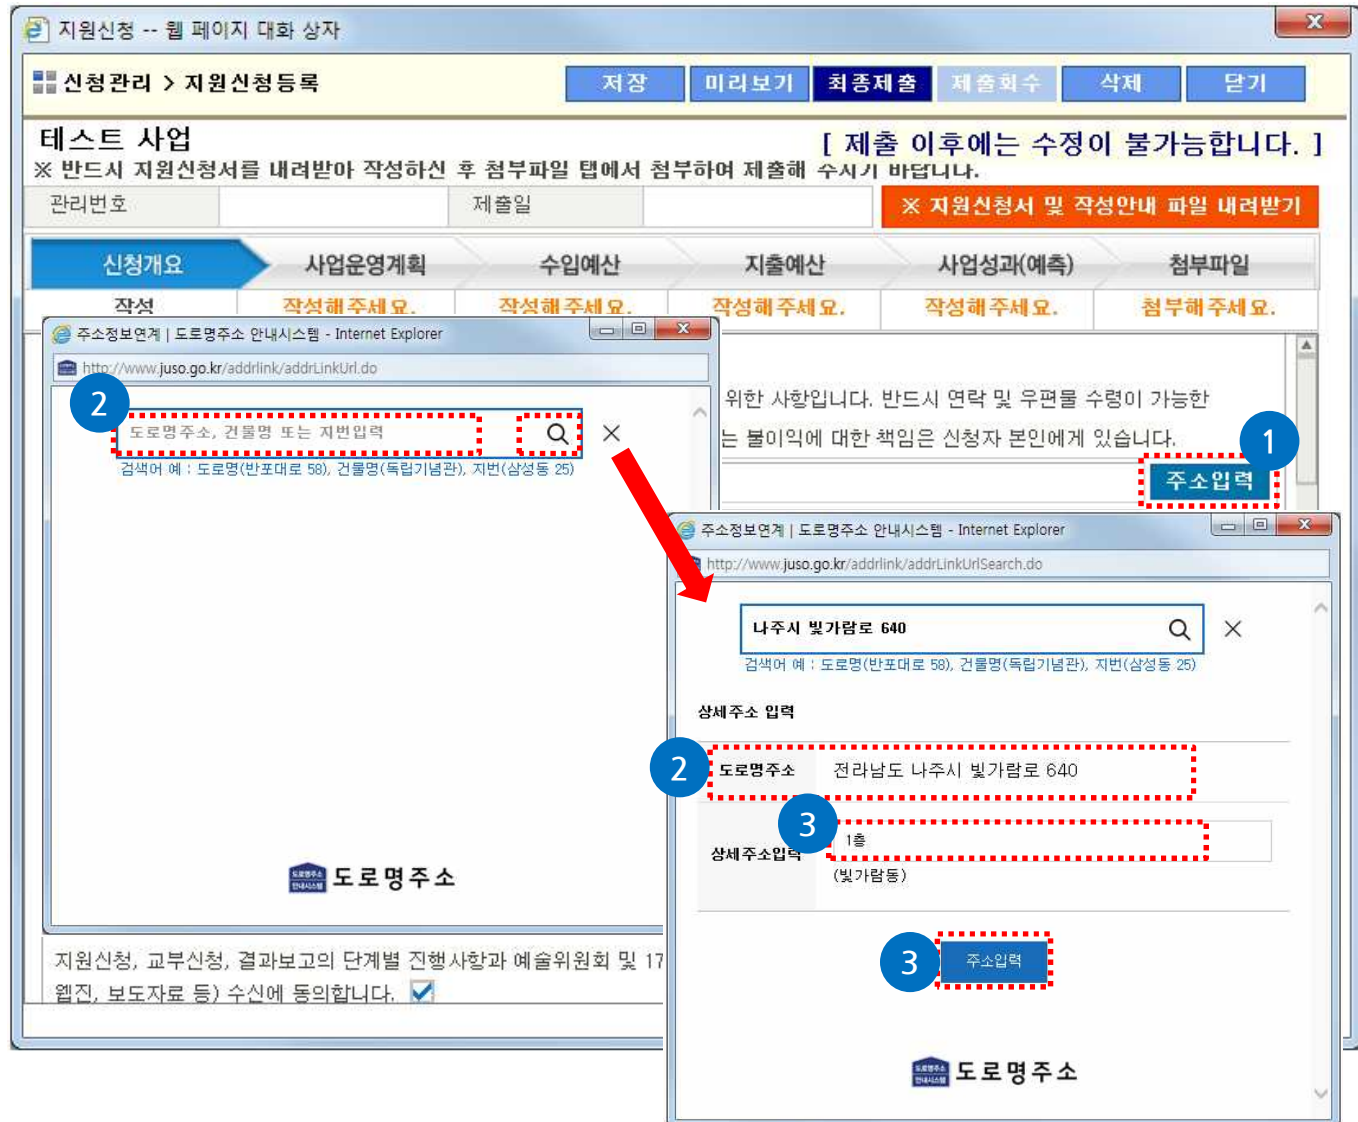 지원신청 -- 웹 페이지 대화 상자
신청관리 > 지원신청등록
저장 미리보기 최종제출 제출회수 삭제 닫기
테스트 사업
[ 제출 이후에는 수정이 불가능합니다. ]
※ 반드시 지원신청서를 내려받아 작성하신 후 첨부파일 탭에서 첨부하여 제출해 주시기 바랍니다.
관리번호 제출일 ※ 지원신청서 및 작성안내 파일 내려받기
신청개요 사업운영계획 수입예산 지출예산 사업성과(예측) 첨부파일
작성 작성해주세요. 작성해주세요. 작성해주세요. 작성해주세요. 첨부해주세요.
주소정보연계 | 도로명주소 안내시스템 - Internet Explorer
http://www.juso.go.kr/addrlink/addrLinkUrl.do
2
도로명주소, 건물명 또는 지번입력
검색어 예 : 도로명(반포대로 58), 건물명(독립기념관), 지번(삼성동 25)
위한 사항입니다. 반드시 연락 및 우편물 수령이 가능한
는 불이익에 대한 책임은 신청자 본인에게 있습니다.
1
주소입력
주소정보연계 | 도로명주소 안내시스템 - Internet Explorer
http://www.juso.go.kr/addrlink/addrLinkUrlSearch.do
나주시 빛가람로 640
검색어 예 : 도로명(반포대로 58), 건물명(독립기념관), 지번(삼성동 25)
상세주소 입력
2
도로명주소 전라남도 나주시 빛가람로 640
3
상세주소입력 1층
(빛가람동)
3
주소입력
도로명주소
안내시스템
도로명주소
도로명주소
안내시스템
도로명주소
지원신청, 교부신청, 결과보고의 단계별 진행사항과 예술위원회 및 17
웹진, 보도자료 등) 수신에 동의합니다.